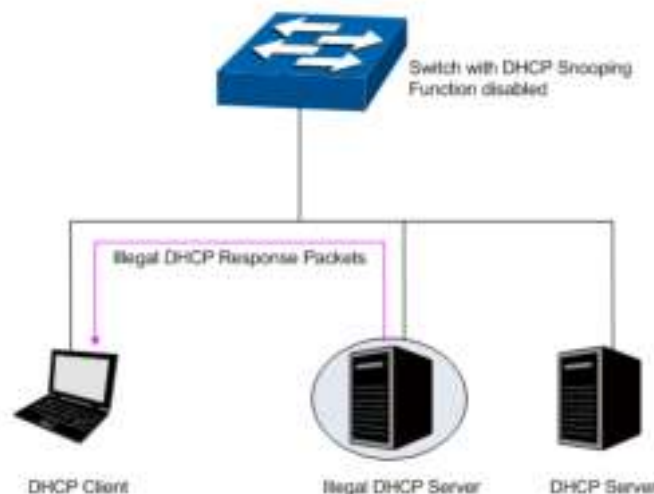 Switch with DHCP Snooping
Function disabled
Illegal DHCP Response Packets
DHCP Client
Illegal DHCP Server
DHCP Server